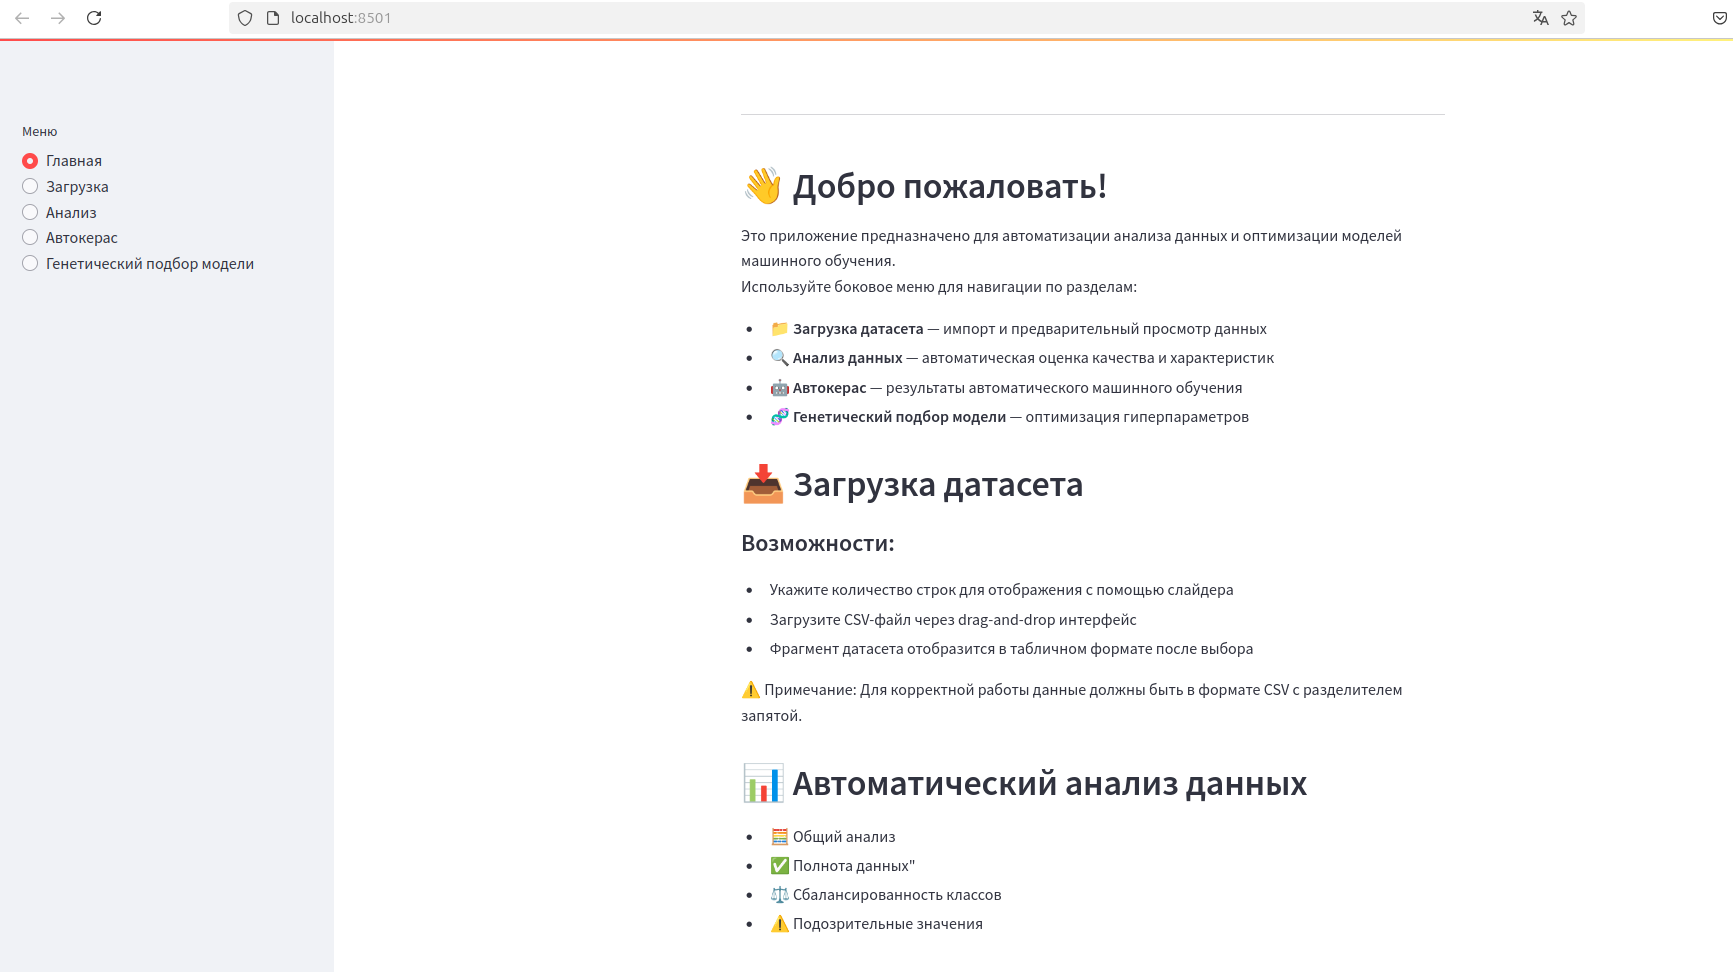 localhost:8501
Меню
Главная
Загрузка
Анализ
Автокерас
Генетический подбор модели
👋 Добро пожаловать!
Это приложение предназначено для автоматизации анализа данных и оптимизации моделей
машинного обучения.
Используйте боковое меню для навигации по разделам:
• 📁 Загрузка датасета — импорт и предварительный просмотр данных
• 🔍 Анализ данных — автоматическая оценка качества и характеристик
• 🤖 Автокерас — результаты автоматического машинного обучения
• 🧬 Генетический подбор модели — оптимизация гиперпараметров
📥 Загрузка датасета
Возможности:
• Укажите количество строк для отображения с помощью слайдера
• Загрузите CSV-файл через drag-and-drop интерфейс
• Фрагмент датасета отобразится в табличном формате после выбора
⚠️ Примечание: Для корректной работы данные должны быть в формате CSV с разделителем
запятой.
📊 Автоматический анализ данных
• 🧮 Общий анализ
• ✅ Полнота данных"
• ⚖️ Сбалансированность классов
• ⚠️ Подозрительные значения